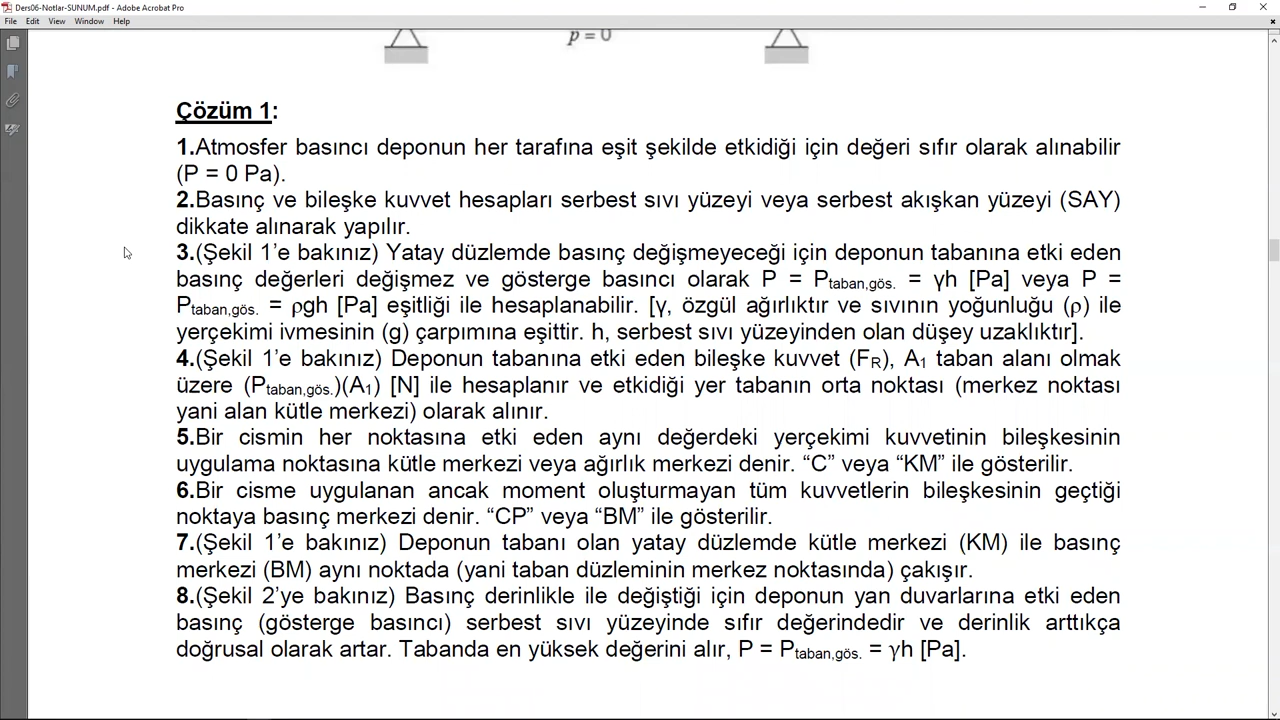 Ders06-Notlar-SUNUM.pdf - Adobe Acrobat Pro
File Edit View Window Help
p = 0
Çözüm 1:
1.Atmosfer basıncı deponun her tarafına eşit şekilde etkidiği için değeri sıfır olarak alınabilir
(P = 0 Pa).
2.Basınç ve bileşke kuvvet hesapları serbest sıvı yüzeyi veya serbest akışkan yüzeyi (SAY)
dikkate alınarak yapılır.
3.(Şekil 1’e bakınız) Yatay düzlemde basınç değişmeyeceği için deponun tabanına etki eden
basınç değerleri değişmez ve gösterge basıncı olarak P = Ptaban,gös. = γh [Pa] veya P =
Ptaban,gös. = ρgh [Pa] eşitliği ile hesaplanabilir. [γ, özgül ağırlıktır ve sıvının yoğunluğu (ρ) ile
yerçekimi ivmesinin (g) çarpımına eşittir. h, serbest sıvı yüzeyinden olan düşey uzaklıktır].
4.(Şekil 1’e bakınız) Deponun tabanına etki eden bileşke kuvvet (FR), A1 taban alanı olmak
üzere (Ptaban,gös.)(A1) [N] ile hesaplanır ve etkidiği yer tabanın orta noktası (merkez noktası
yani alan kütle merkezi) olarak alınır.
5.Bir cismin her noktasına etki eden aynı değerdeki yerçekimi kuvvetinin bileşkesinin
uygulama noktasına kütle merkezi veya ağırlık merkezi denir. “C” veya “KM” ile gösterilir.
6.Bir cisme uygulanan ancak moment oluşturmayan tüm kuvvetlerin bileşkesinin geçtiği
noktaya basınç merkezi denir. “CP” veya “BM” ile gösterilir.
7.(Şekil 1’e bakınız) Deponun tabanı olan yatay düzlemde kütle merkezi (KM) ile basınç
merkezi (BM) aynı noktada (yani taban düzleminin merkez noktasında) çakışır.
8.(Şekil 2’ye bakınız) Basınç derinlikle ile değiştiği için deponun yan duvarlarına etki eden
basınç (gösterge basıncı) serbest sıvı yüzeyinde sıfır değerindedir ve derinlik arttıkça
doğrusal olarak artar. Tabanda en yüksek değerini alır, P = Ptaban,gös. = γh [Pa].